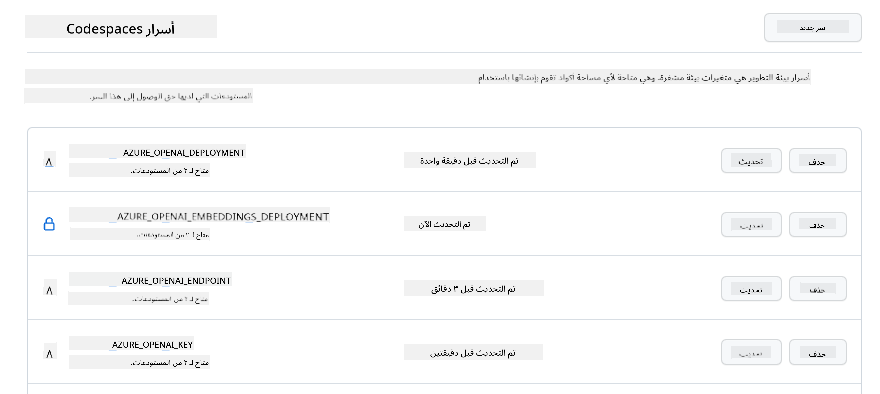 أسرار Codespaces
سر جديد
أسرار بيئة التطوير هي متغيرات بيئة مشفرة. وهي متاحة لأي مساحة أكواد تقوم بإنشائها باستخدام
المستودعات التي لديها حق الوصول إلى هذا السر.
٨ AZURE_OPENAI_DEPLOYMENT تم التحديث قبل دقيقة واحدة تحديث حذف
متاح لـ ٢ من المستودعات.
AZURE_OPENAI_EMBEDDINGS_DEPLOYMENT تم التحديث الآن تحديث حذف
متاح لـ ٢ من المستودعات.
٨ AZURE_OPENAI_ENDPOINT تم التحديث قبل ٣ دقائق تحديث حذف
متاح لـ ٢ من المستودعات.
٨ AZURE_OPENAI_KEY تم التحديث قبل دقيقتين تحديث حذف
متاح لـ ٢ من المستودعات.